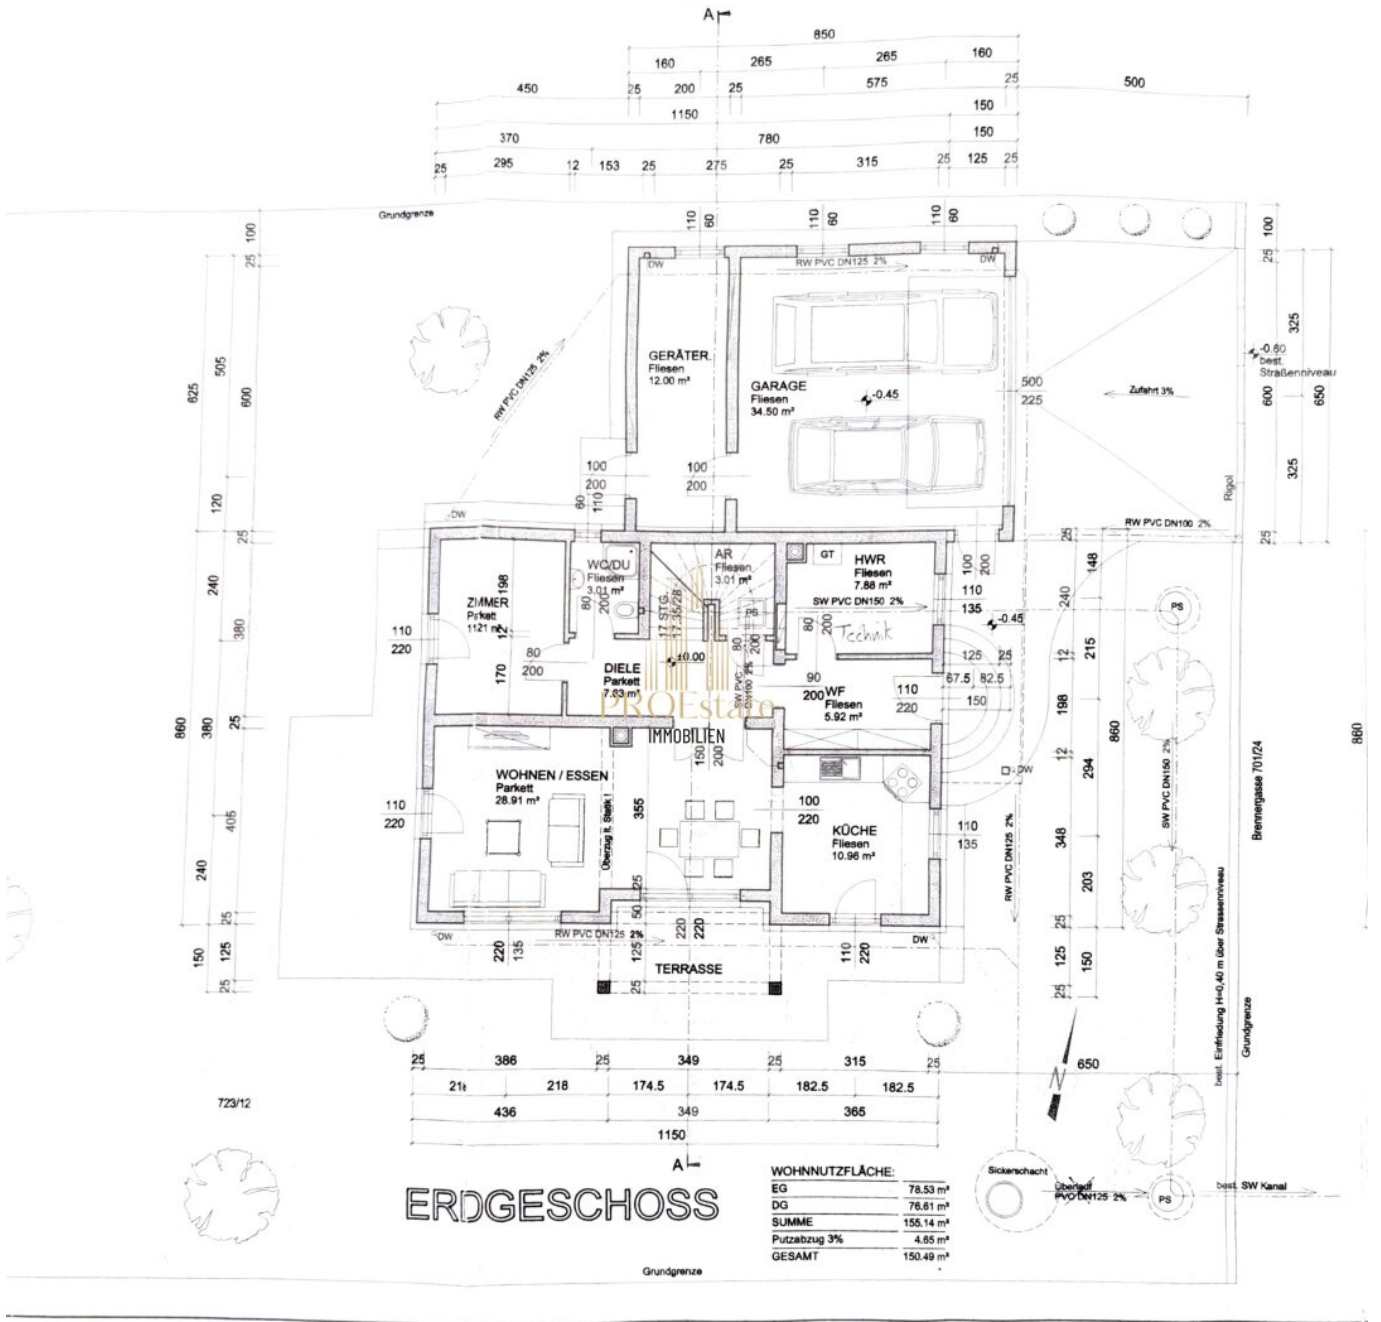 A
850
160 265 265 160
450 25 200 25 575 25 500
1150 150
370 780 150
25 295 12 153 25 275 25 315 25 125 25
Grundgrenze
110 60 110 60 110 60
100 25
100 25
DW
RW PVC DN125 2%
DW
RW PVC DN125 2%
GERÄTER.
Fliesen
12.00 m²
GARAGE
Fliesen
34.50 m²
-0.45
500
225
Zufahrt 3%
-0.60
best.
Straßenniveau
325
600 650
325
25
Rigol
625
505
600
120
25
100
200
100
200
60
110
DW
RW PVC DN100 2%
ZIMMER
Parkett
1121 m²
198
12
170
WC/DU
Fliesen
3.01 m²
80
200
AR
Fliesen
3.01 m²
17 STG.
17.35/28
PS
GT
HWR
Fliesen
7.88 m²
SW PVC DN150 2%
Technik
80
200
100
200
110
135
-0.45
PS
110
220
80
200
DIELE
Parkett
7.63 m²
±0.00
80
200
SW PVC
DN100 2%
90
200
WF
Fliesen
5.92 m²
110
220
125 25
67.5 82.5
150
PROEstate
IMMOBILIEN
150
200
WOHNEN / ESSEN
Parkett
28.91 m²
Überzug lt. Statik !
355
100
220
KÜCHE
Fliesen
10.96 m²
110
135
DW
110
220
240
380
25
860
380
405
240
25
150 125
25
25
148
240
215
12
198
860
12
294
348
203
25
125 150
25
860
RW PVC DN125 2%
SW PVC DN150 2%
Brennergasse 701/24
best. Einfriedung H=0,40 m über Strassenniveau
Grundgrenze
DW
RW PVC DN125 2%
220
135
25
50
125
25
220
220
110
220
DW
TERRASSE
N
650
25 386 25 349 25 315 25
218 174.5 174.5 182.5 182.5
436 349 365
1150
A
723/12
ERDGESCHOSS
WOHNNUTZFLÄCHE:
EG 78.53 m²
DG 76.61 m²
SUMME 155.14 m²
Putzabzug 3% 4.65 m²
GESAMT 150.49 m²
Sickerschacht
Überlauf
PVC DN125 2%
PS
best. SW Kanal
Grundgrenze